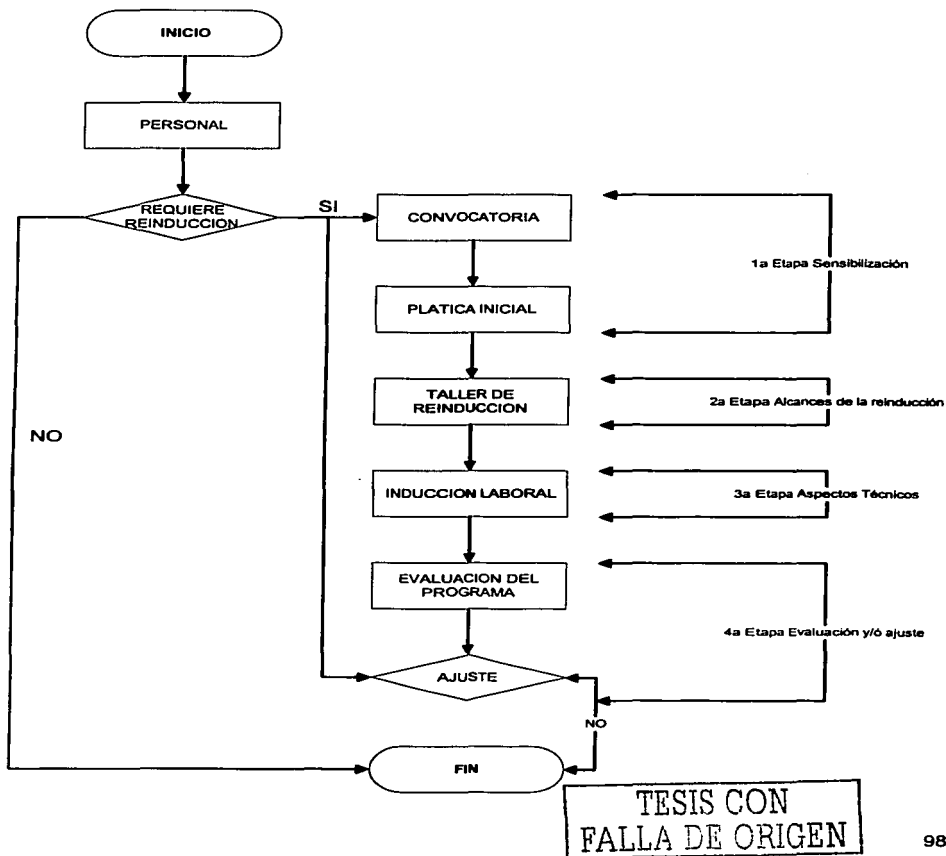 INICIO
PERSONAL
REQUIERE
REINDUCCION
SI
NO
CONVOCATORIA
PLATICA INICIAL
1a Etapa Sensibilización
TALLER DE
REINDUCCION
2a Etapa Alcances de la reinducción
INDUCCION LABORAL
3a Etapa Aspectos Técnicos
EVALUACION DEL
PROGRAMA
4a Etapa Evaluación y/ó ajuste
AJUSTE
NO
FIN
TESIS CON
FALLA DE ORIGEN
98